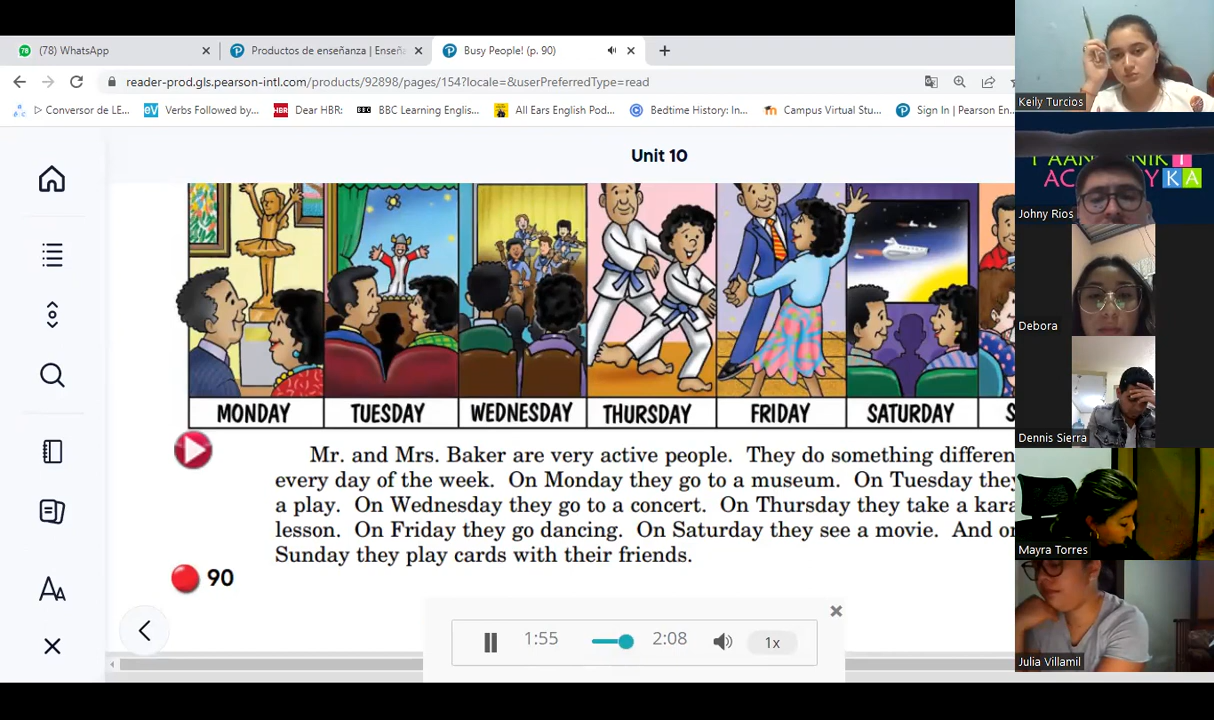 (78) WhatsApp
Productos de enseñanza | Enseña
Busy People! (p. 90)
reader-prod.gls.pearson-intl.com/products/92898/pages/154?locale=&userPreferredType=read
Conversor de LE...
Verbs Followed by...
Dear HBR:
BBC Learning Englis...
All Ears English Pod...
Bedtime History: In...
Campus Virtual Stu...
Sign In | Pearson En...
Unit 10
MONDAY TUESDAY WEDNESDAY THURSDAY FRIDAY SATURDAY S
Mr. and Mrs. Baker are very active people. They do something differen
every day of the week. On Monday they go to a museum. On Tuesday they
a play. On Wednesday they go to a concert. On Thursday they take a kara
lesson. On Friday they go dancing. On Saturday they see a movie. And on
Sunday they play cards with their friends.
90
1:55
2:08
1x
Keily Turcios
Johny Rios
Debora
Dennis Sierra
Mayra Torres
Julia Villamil